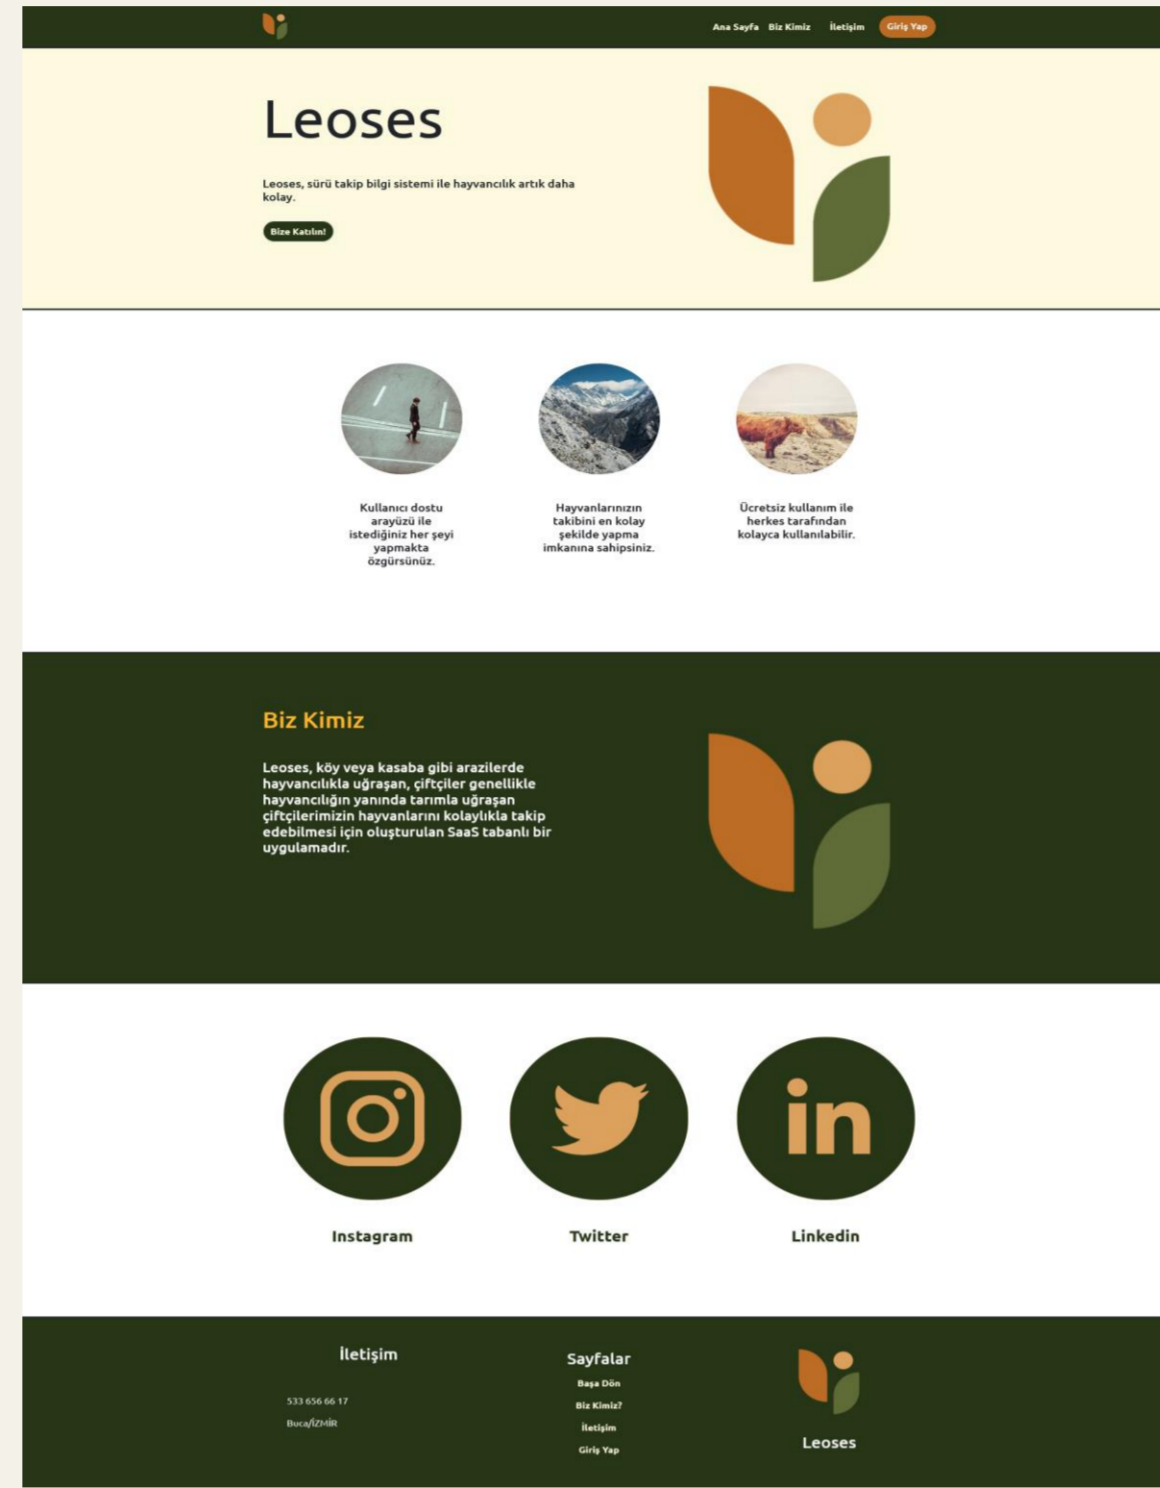 Ana Sayfa Biz Kimiz İletişim Giriş Yap
Leoses
Leoses, sürü takip bilgi sistemi ile hayvancılık artık daha
kolay.
Bize Katılın!
Kullanıcı dostu
arayüzü ile
istediğiniz her şeyi
yapmakta
özgürsünüz.
Hayvanlarınızın
takibini en kolay
şekilde yapma
imkanına sahipsiniz.
Ücretsiz kullanım ile
herkes tarafından
kolayca kullanılabilir.
Biz Kimiz
Leoses, köy veya kasaba gibi arazilerde
hayvancılıkla uğraşan, çiftçiler genellikle
hayvancılığın yanında tarımla uğraşan
çiftçilerimizin hayvanlarını kolaylıkla takip
edebilmesi için oluşturulan SaaS tabanlı bir
uygulamadır.
in
Instagram
Twitter
Linkedin
İletişim
533 656 66 17
Buca/İZMİR
Sayfalar
Başa Dön
Biz Kimiz?
İletişim
Giriş Yap
Leoses